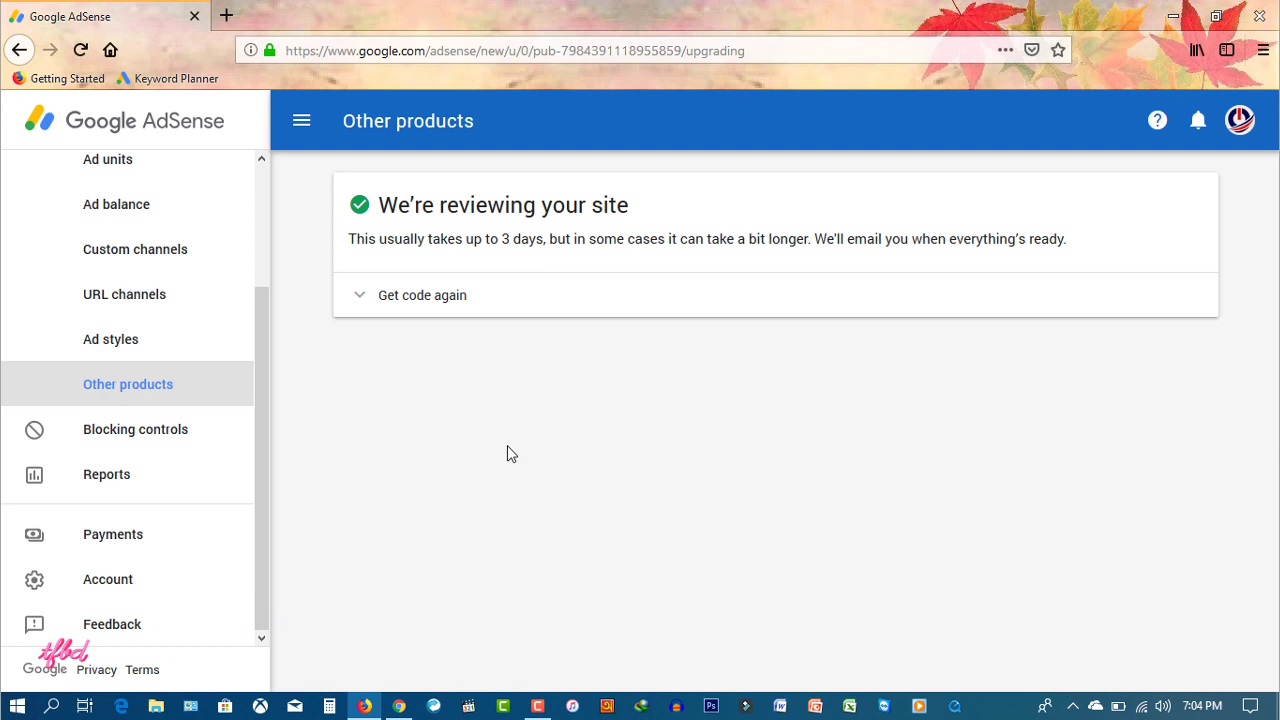 Google AdSense
https://www.google.com/adsense/new/u/0/pub-7984391118955859/upgrading
Getting Started
Keyword Planner
Google AdSense
Other products
Ad units
Ad balance
Custom channels
URL channels
Ad styles
Other products
Blocking controls
Reports
Payments
Account
Feedback
tfbd
Google Privacy Terms
We're reviewing your site
This usually takes up to 3 days, but in some cases it can take a bit longer. We'll email you when everything's ready.
Get code again
7:04 PM